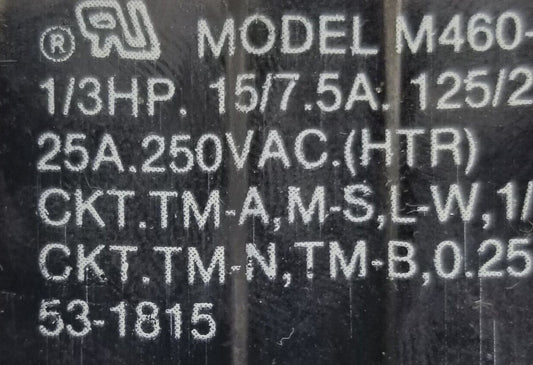 ® MODEL M460-
1/3HP. 15/7.5A. 125/2
25A.250VAC.(HTR)
CKT.TM-A,M-S,L-W,1/
CKT.TM-N,TM-B,0.25
53-1815